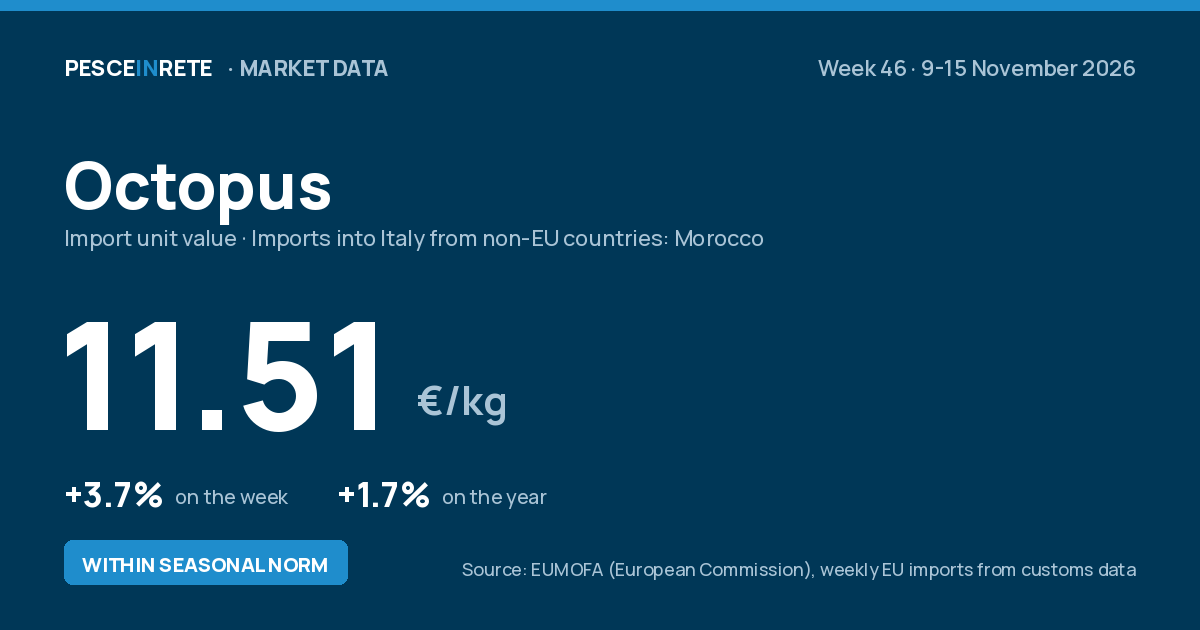 PESCEINRETE · MARKET DATA
Week 46 · 9-15 November 2026
Octopus
Import unit value · Imports into Italy from non-EU countries: Morocco
11.51 €/kg
+3.7% on the week +1.7% on the year
WITHIN SEASONAL NORM
Source: EUMOFA (European Commission), weekly EU imports from customs data